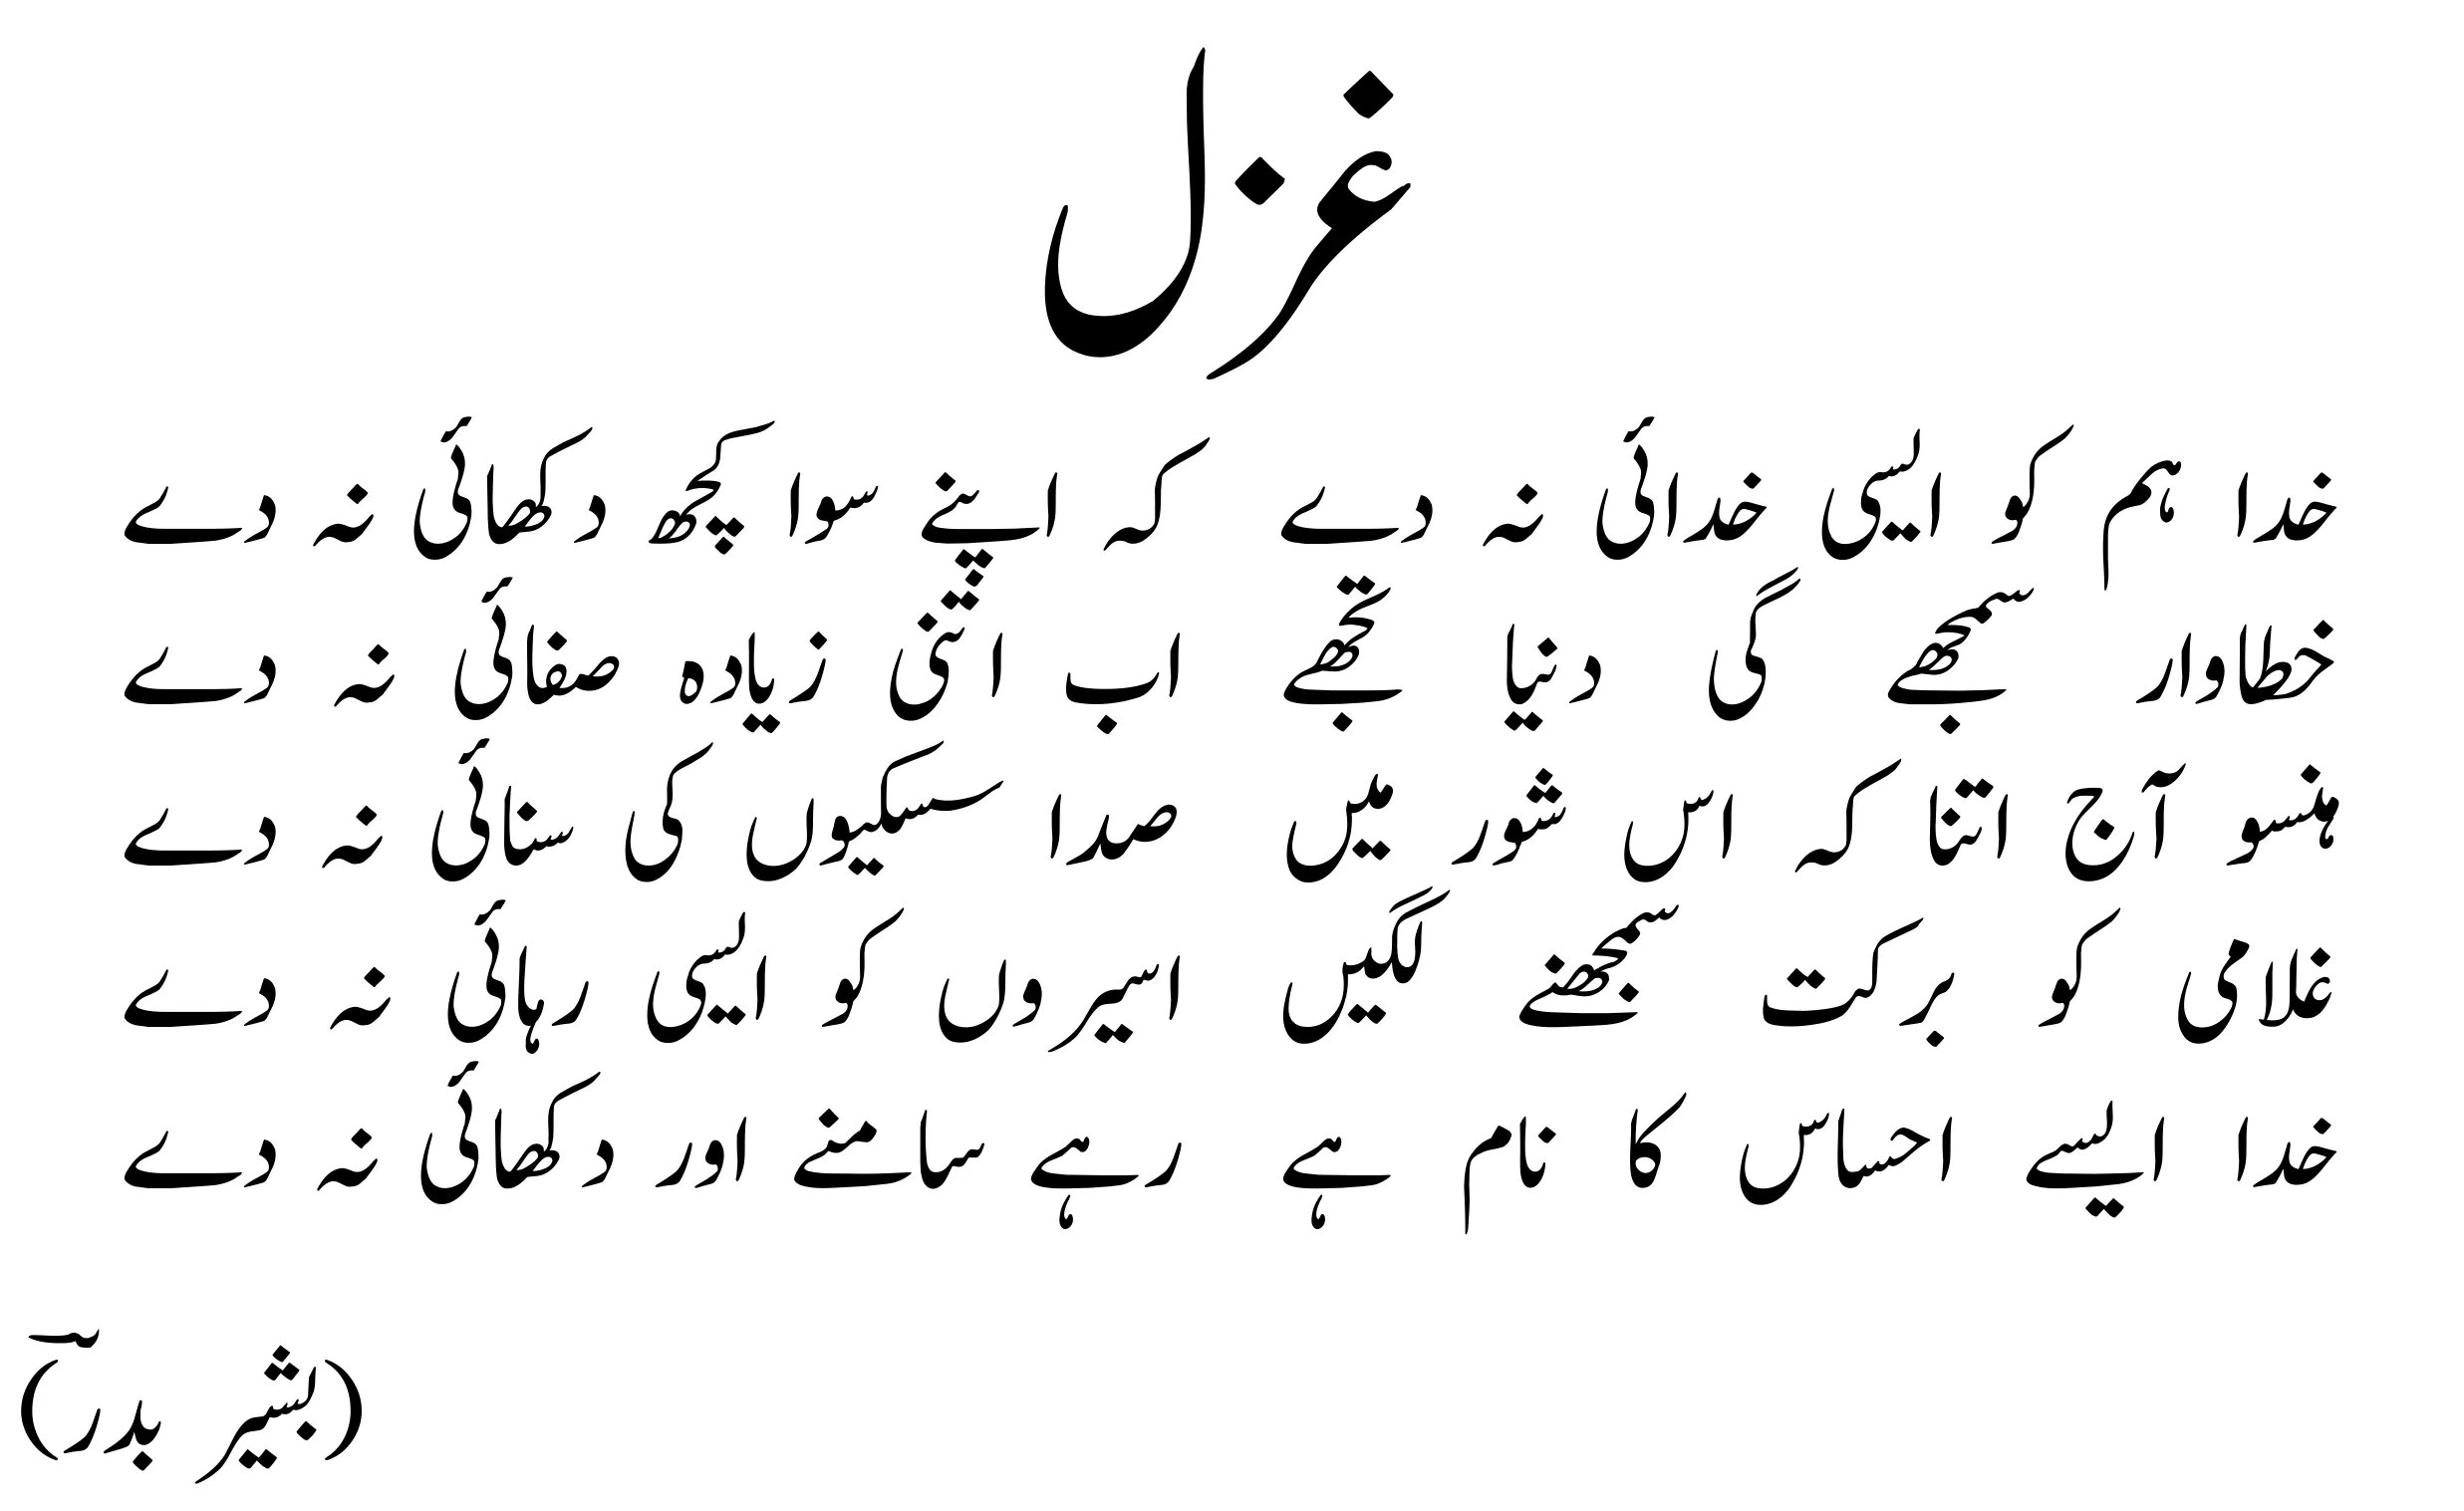 غزل
خدا ہم کو ایسی خدائی نہ دے کہ اپنے سوا کچھ دکھائی نہ دے
خطاوار سمجھے گی دنیا تجھے اب اتنی زیادہ صفائی نہ دے
ہنسو آج اتنا کہ اس شور میں صدا سسکیوں کی سنائی نہ دے
غلامی کو برکت سمجھنے لگیں اسیروں کو ایسی رہائی نہ دے
خدا ایسے احساس کا نام ہے رہے سامنے اور دکھائی نہ دے
(بشیر بدرؔ)